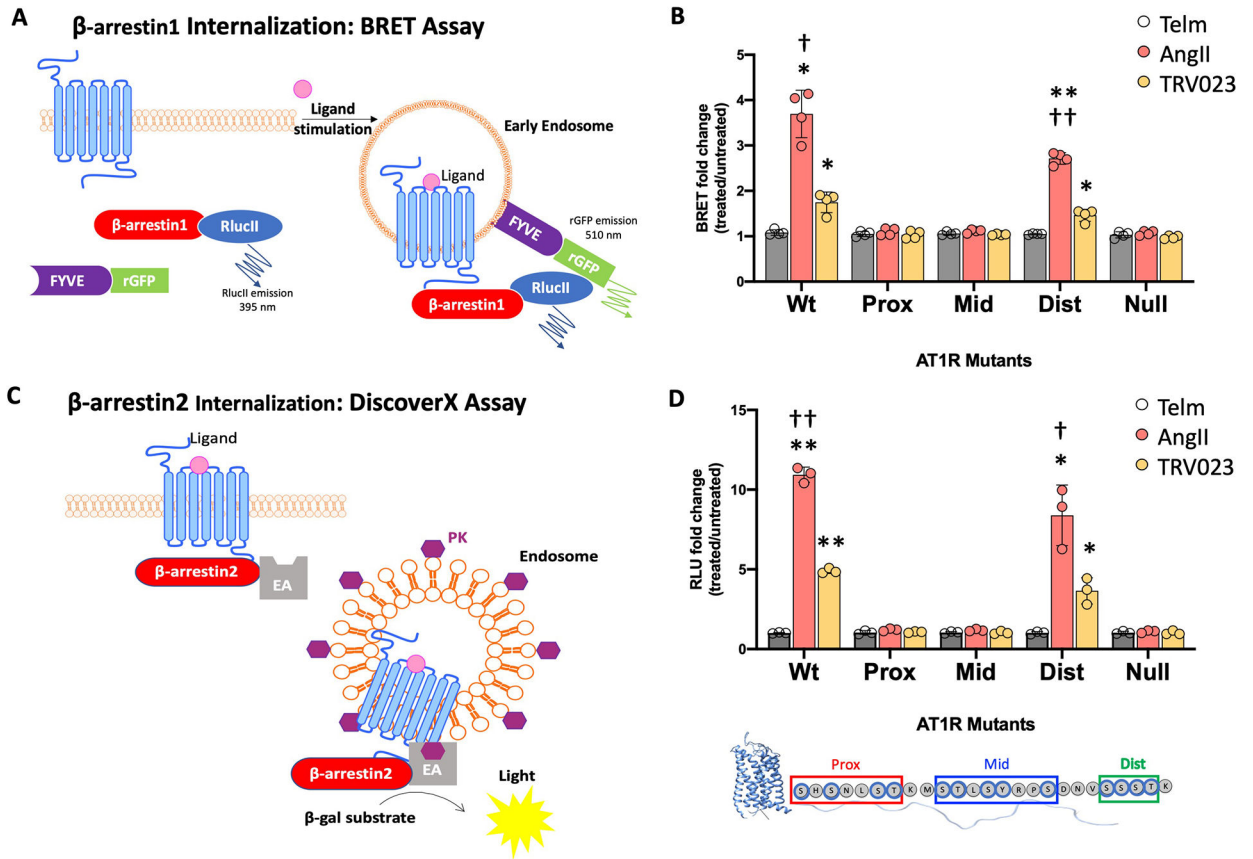 A
β-arrestin1 Internalization: BRET Assay
Ligand
stimulation
Early Endosome
Ligand
β-arrestin1
RlucII
FYVE
rGFP
RlucII emission
395 nm
FYVE
rGFP
rGFP emission
510 nm
RlucII
β-arrestin1
B
Telm
AngII
TRV023
BRET fold change
(treated/untreated)
5
4
3
2
1
0
†
*
*
**
††
*
Wt Prox Mid Dist Null
AT1R Mutants
C
β-arrestin2 Internalization: DiscoverX Assay
Ligand
β-arrestin2
EA
PK
Endosome
β-arrestin2
EA
Light
β-gal substrate
D
Telm
AngII
TRV023
RLU fold change
(treated/untreated)
15
10
5
0
††
**
**
†
*
*
Wt Prox Mid Dist Null
AT1R Mutants
Prox Mid Dist
S H S N L S T K M S T L S Y R P S D N V S S S T K